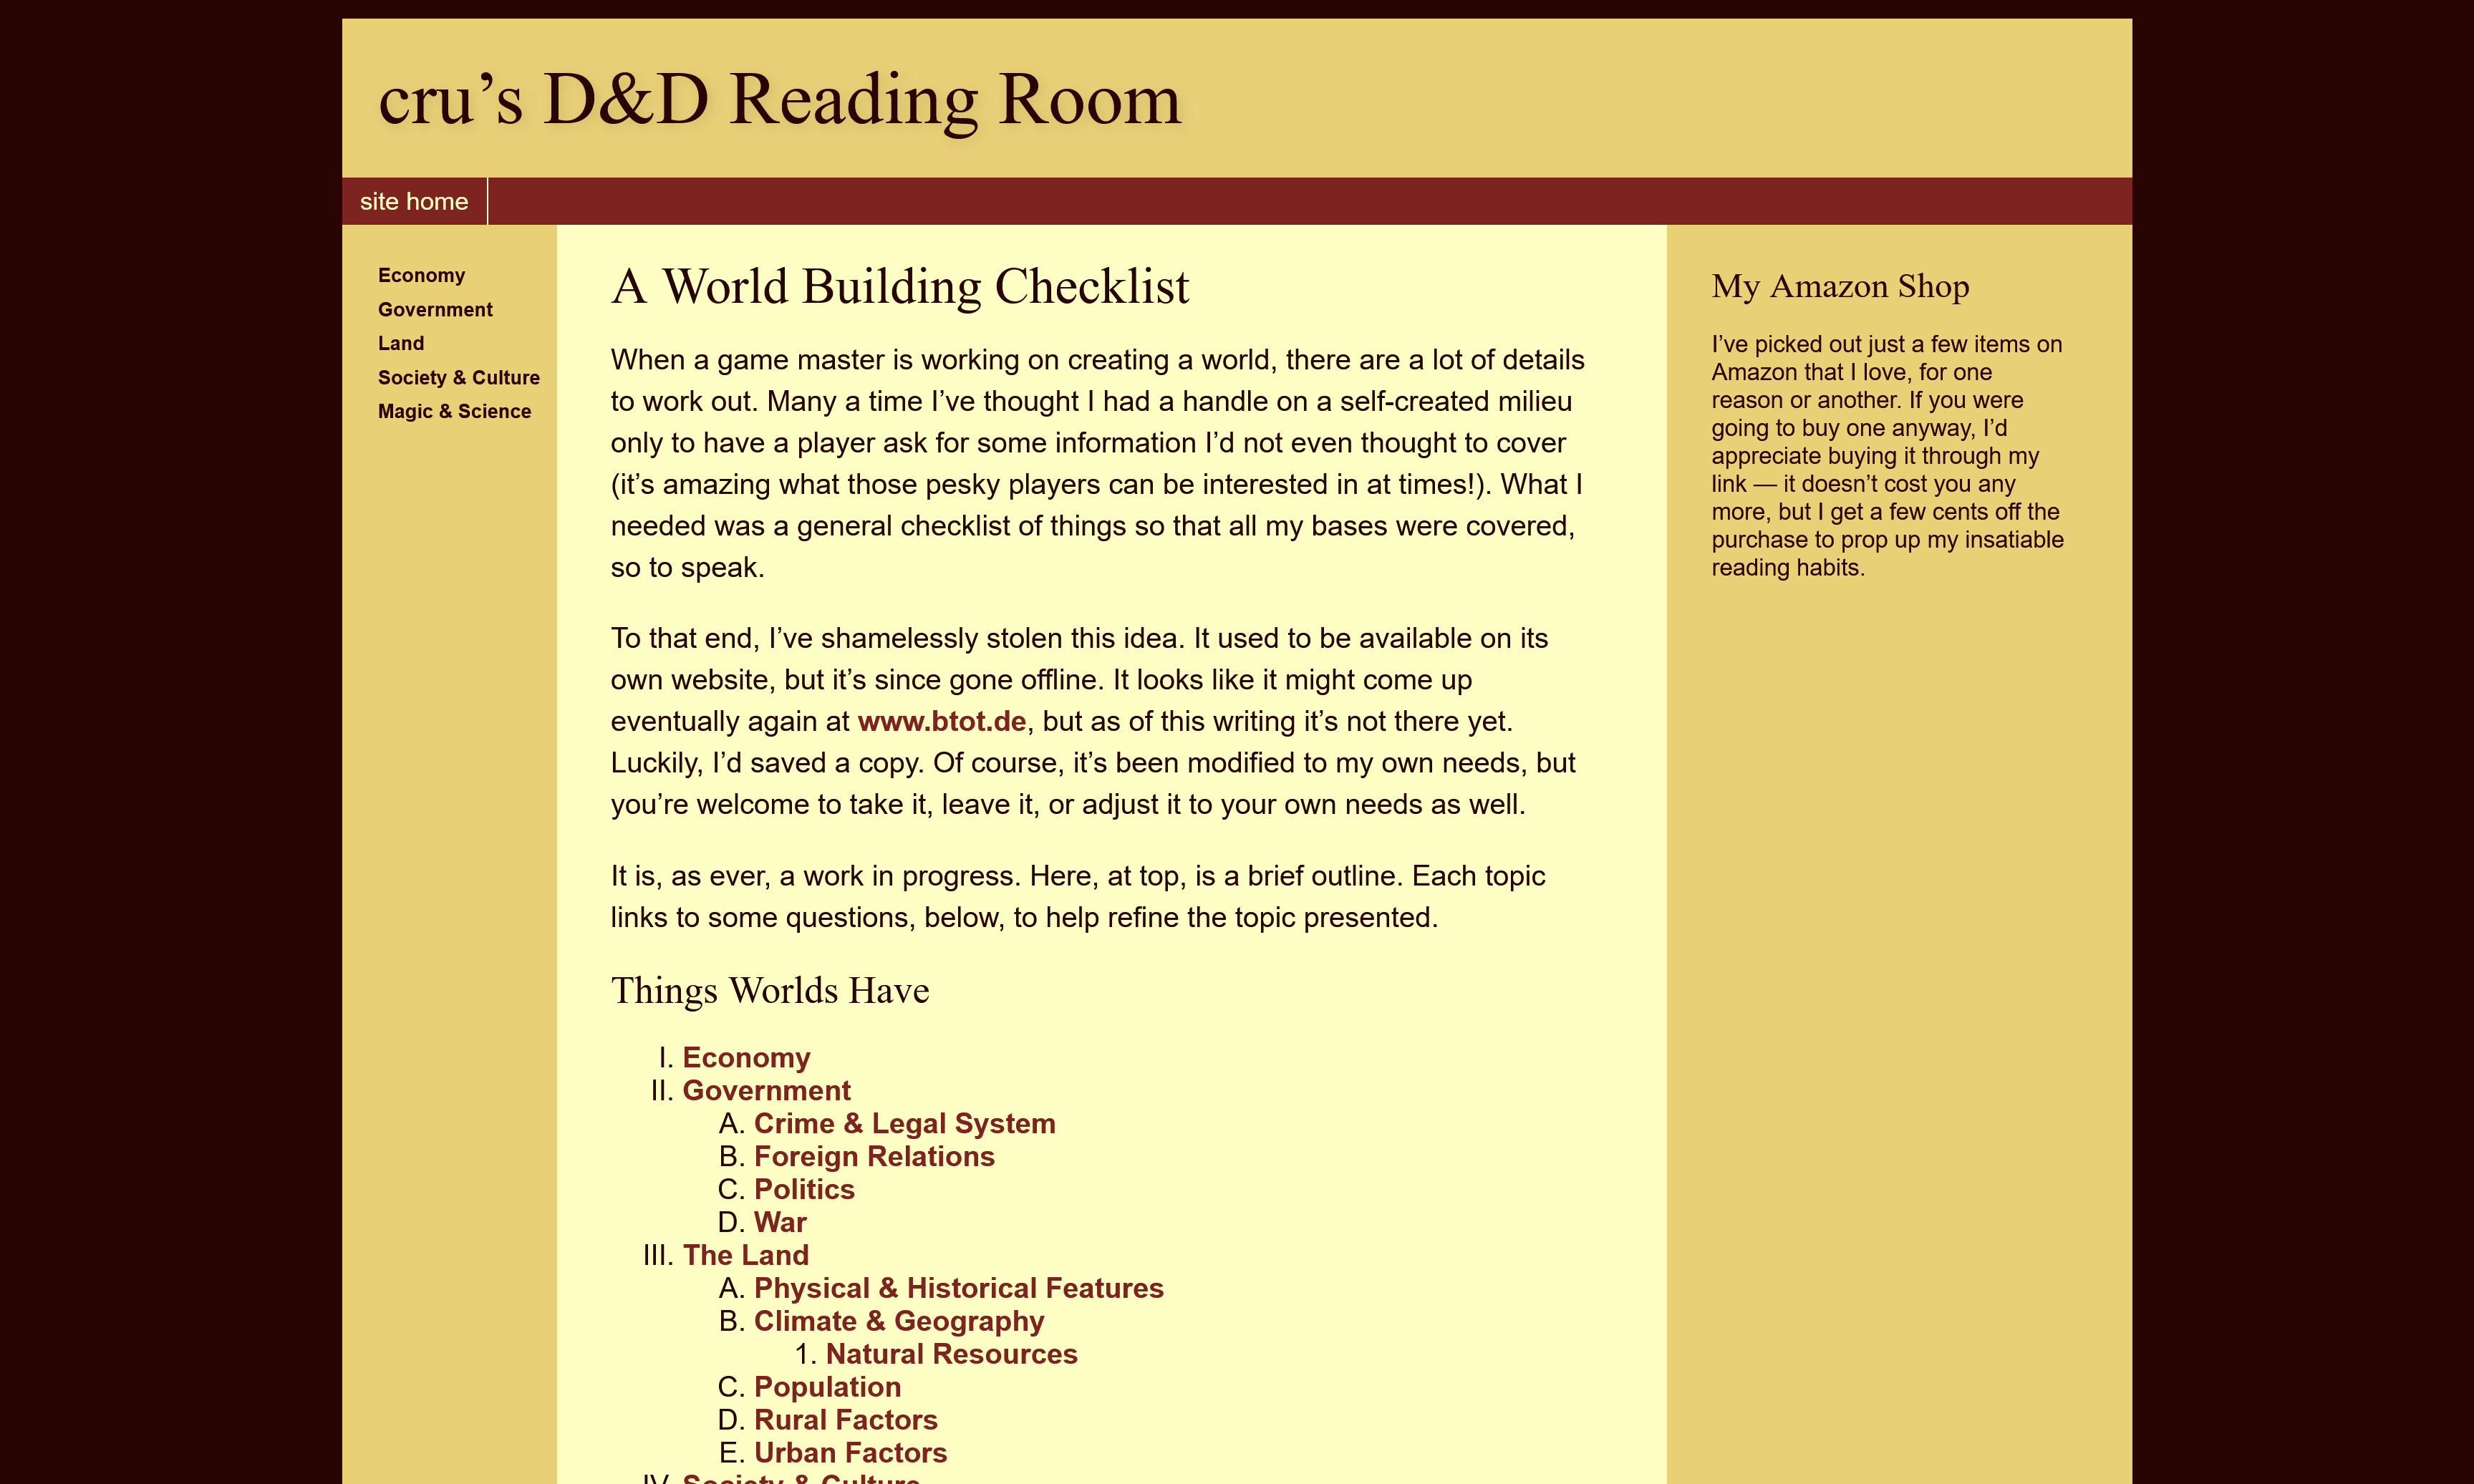 cru’s D&D Reading Room
site home
Economy
Government
Land
Society & Culture
Magic & Science
A World Building Checklist
When a game master is working on creating a world, there are a lot of details
to work out. Many a time I’ve thought I had a handle on a self-created milieu
only to have a player ask for some information I’d not even thought to cover
(it’s amazing what those pesky players can be interested in at times!). What I
needed was a general checklist of things so that all my bases were covered,
so to speak.
To that end, I’ve shamelessly stolen this idea. It used to be available on its
own website, but it’s since gone offline. It looks like it might come up
eventually again at www.btot.de, but as of this writing it’s not there yet.
Luckily, I’d saved a copy. Of course, it’s been modified to my own needs, but
you’re welcome to take it, leave it, or adjust it to your own needs as well.
It is, as ever, a work in progress. Here, at top, is a brief outline. Each topic
links to some questions, below, to help refine the topic presented.
Things Worlds Have
I. Economy
II. Government
A. Crime & Legal System
B. Foreign Relations
C. Politics
D. War
III. The Land
A. Physical & Historical Features
B. Climate & Geography
1. Natural Resources
C. Population
D. Rural Factors
E. Urban Factors
IV. Society & Culture
My Amazon Shop
I’ve picked out just a few items on
Amazon that I love, for one
reason or another. If you were
going to buy one anyway, I’d
appreciate buying it through my
link — it doesn’t cost you any
more, but I get a few cents off the
purchase to prop up my insatiable
reading habits.